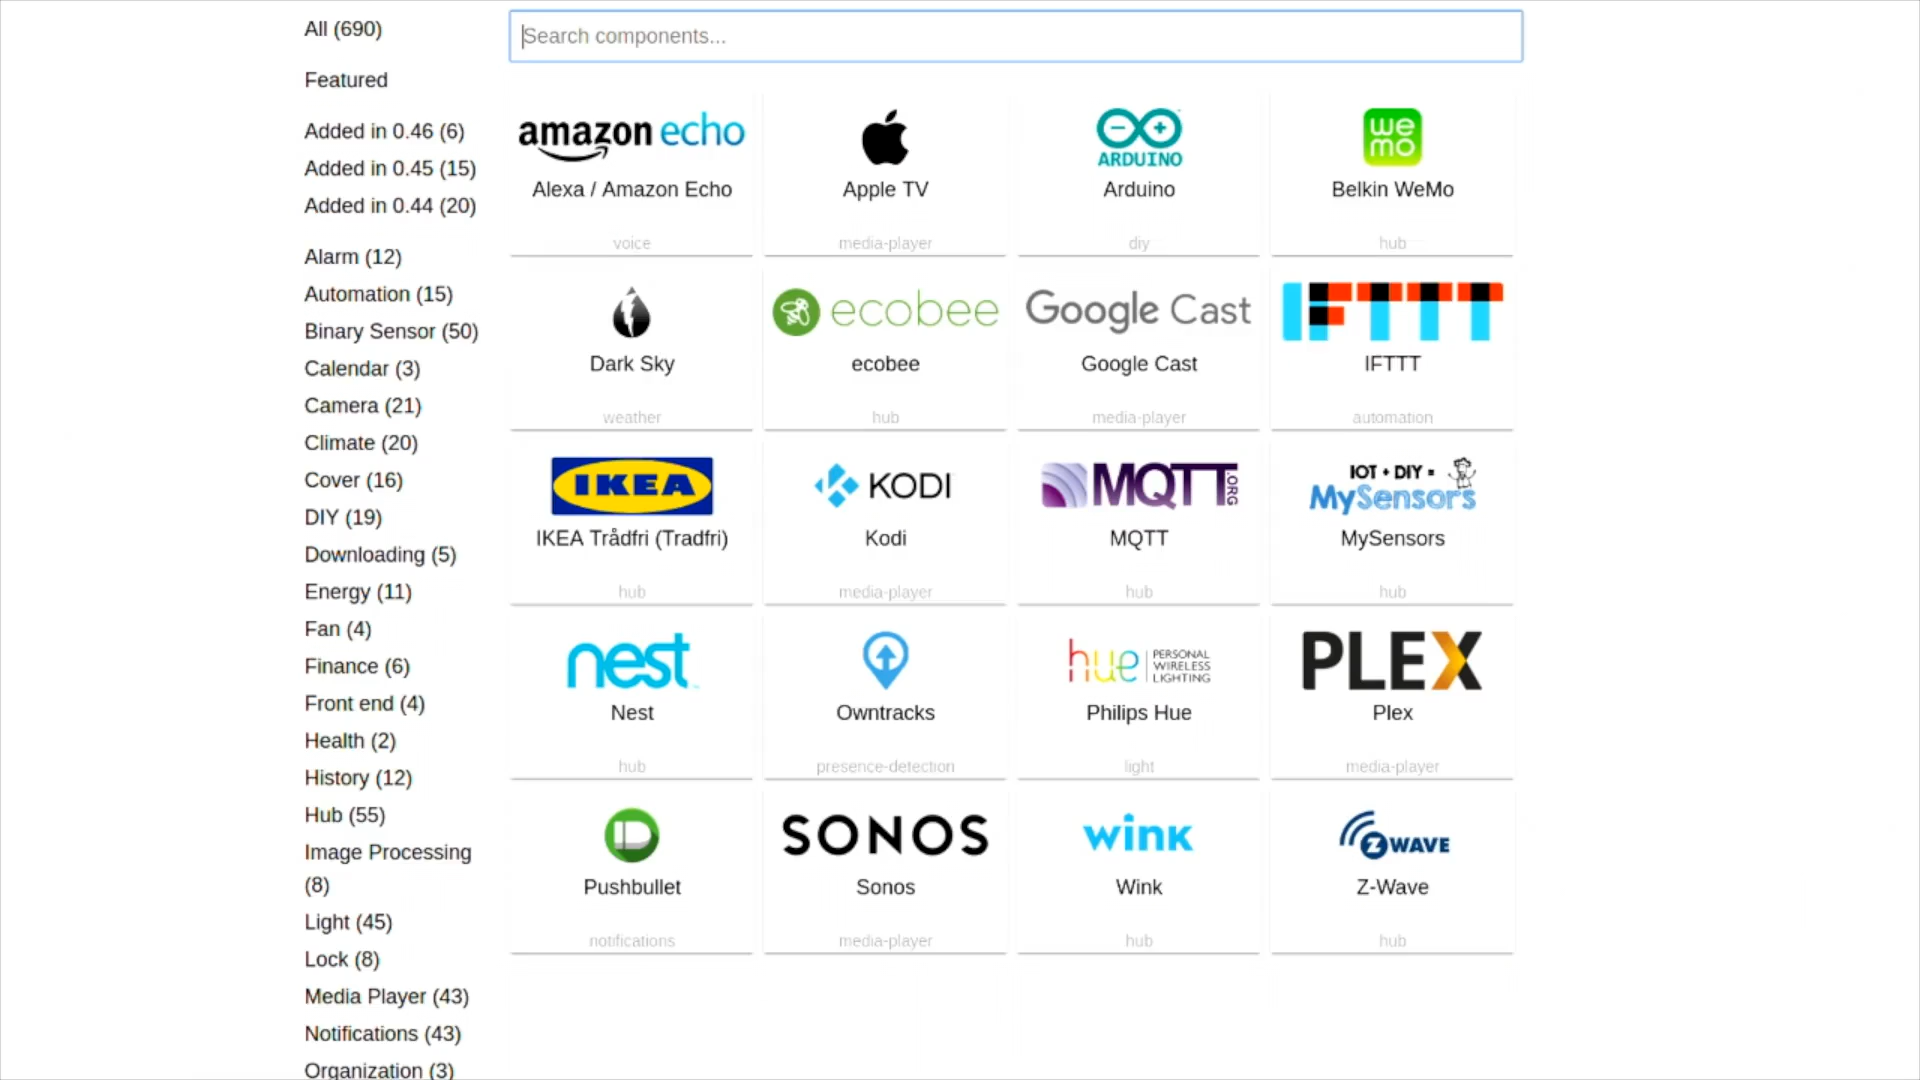 All (690)
Featured
Added in 0.46 (6)
Added in 0.45 (15)
Added in 0.44 (20)
Alarm (12)
Automation (15)
Binary Sensor (50)
Calendar (3)
Camera (21)
Climate (20)
Cover (16)
DIY (19)
Downloading (5)
Energy (11)
Fan (4)
Finance (6)
Front end (4)
Health (2)
History (12)
Hub (55)
Image Processing
(8)
Light (45)
Lock (8)
Media Player (43)
Notifications (43)
Organization (3)
Search components...
amazon echo
Alexa / Amazon Echo
voice
Apple TV
media-player
ARDUINO
Arduino
diy
we
mo
Belkin WeMo
hub
Dark Sky
weather
ecobee
ecobee
hub
Google Cast
Google Cast
media-player
IFTTT
IFTTT
automation
IKEA
IKEA Trådfri (Tradfri)
hub
KODI
Kodi
media-player
MQTT.ORG
MQTT
hub
IOT + DIY =
MySensors
MySensors
hub
nest
Nest
hub
Owntracks
presence-detection
hue
PERSONAL
WIRELESS
LIGHTING
Philips Hue
light
PLEX
Plex
media-player
Pushbullet
notifications
SONOS
Sonos
media-player
wink
Wink
hub
Z WAVE
Z-Wave
hub